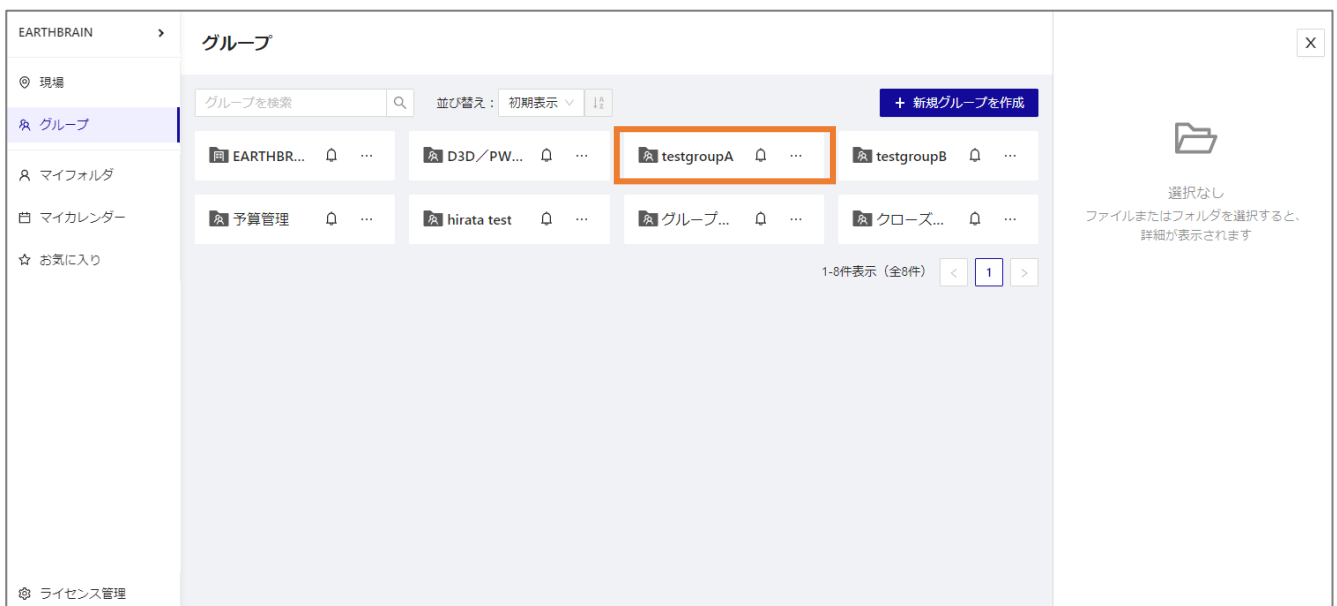 EARTHBRAIN
現場
グループ
マイフォルダ
マイカレンダー
お気に入り
ライセンス管理
グループ
グループを検索
並び替え： 初期表示
+ 新規グループを作成
EARTHBR...
D3D／PW...
testgroupA
testgroupB
予算管理
hirata test
グループ...
クローズ...
1-8件表示（全8件） < 1 >
X
選択なし
ファイルまたはフォルダを選択すると、
詳細が表示されます